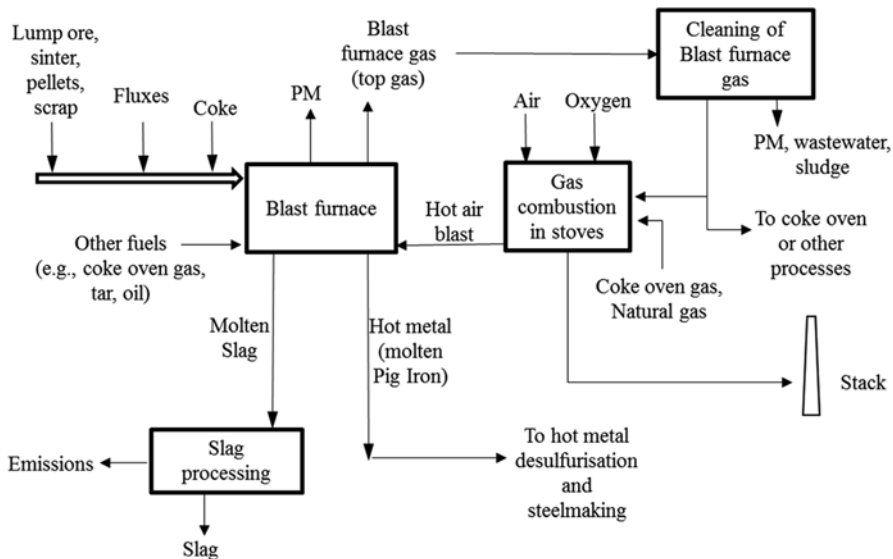 Lump ore,
sinter,
pellets,
scrap
Fluxes
Coke
PM
Blast
furnace gas
(top gas)
Cleaning of
Blast furnace
gas
Air
Oxygen
PM, wastewater,
sludge
Blast furnace
Hot air
blast
Gas
combustion
in stoves
To coke oven
or other
processes
Other fuels
(e.g., coke oven gas,
tar, oil)
Coke oven gas,
Natural gas
Molten
Slag
Hot metal
(molten
Pig Iron)
Stack
Slag
processing
Emissions
To hot metal
desulfurisation
and
steelmaking
Slag